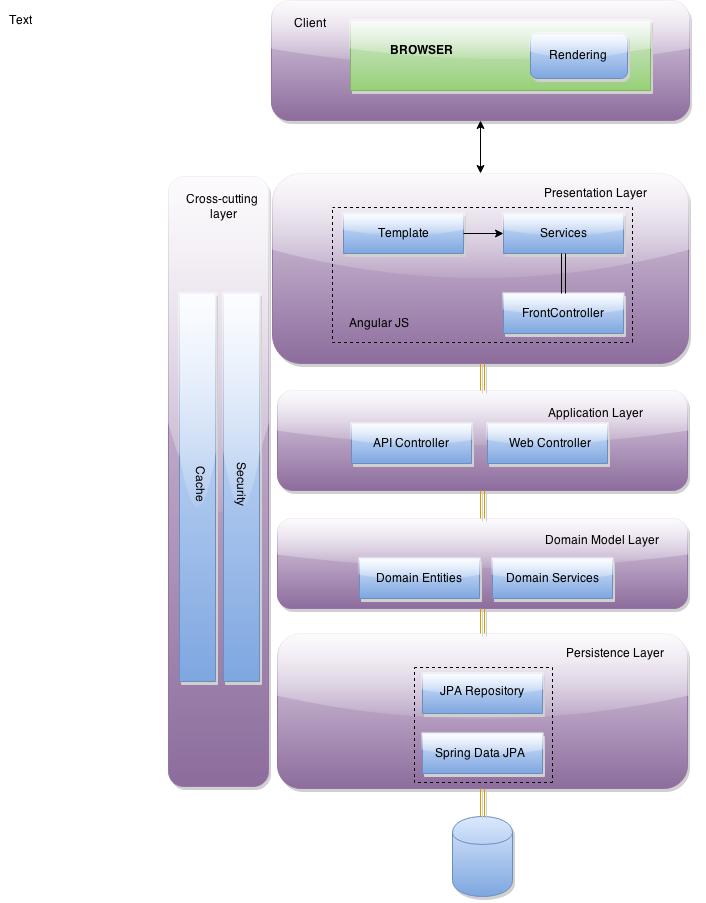 Text
Client
BROWSER
Rendering
Cross-cutting
layer
Presentation Layer
Template
Services
FrontController
Angular JS
Application Layer
API Controller
Web Controller
Cache
Security
Domain Model Layer
Domain Entities
Domain Services
Persistence Layer
JPA Repository
Spring Data JPA